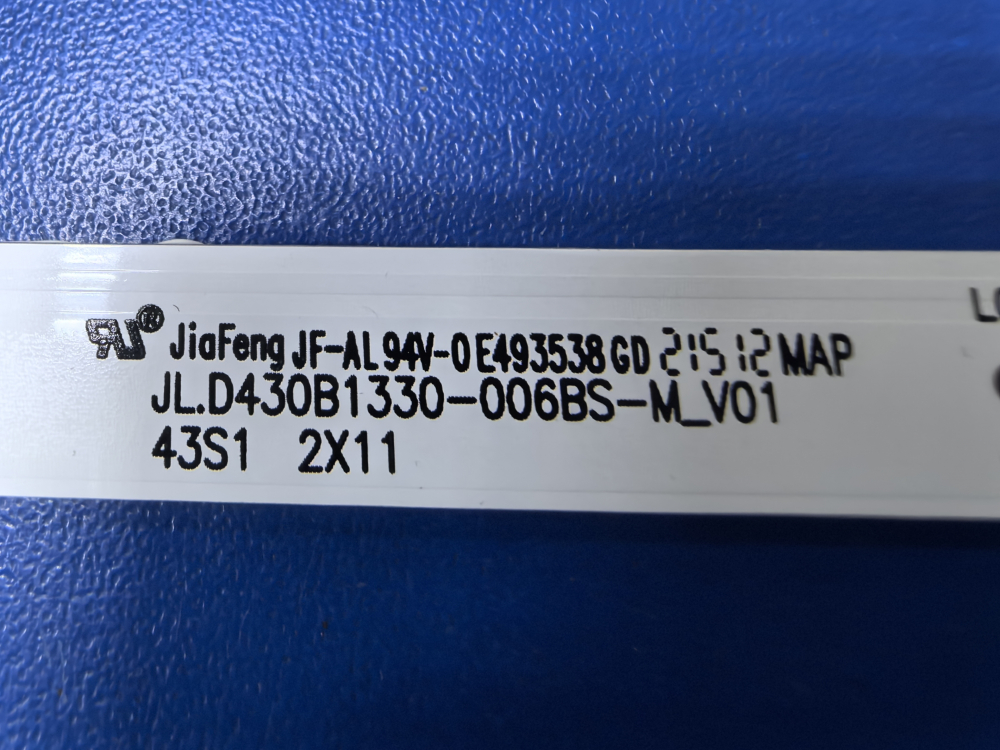 JiaFeng JF-AL 94V-0 E493538 GD 21512 MAP
JL.D430B1330-006BS-M_V01
43S1 2X11